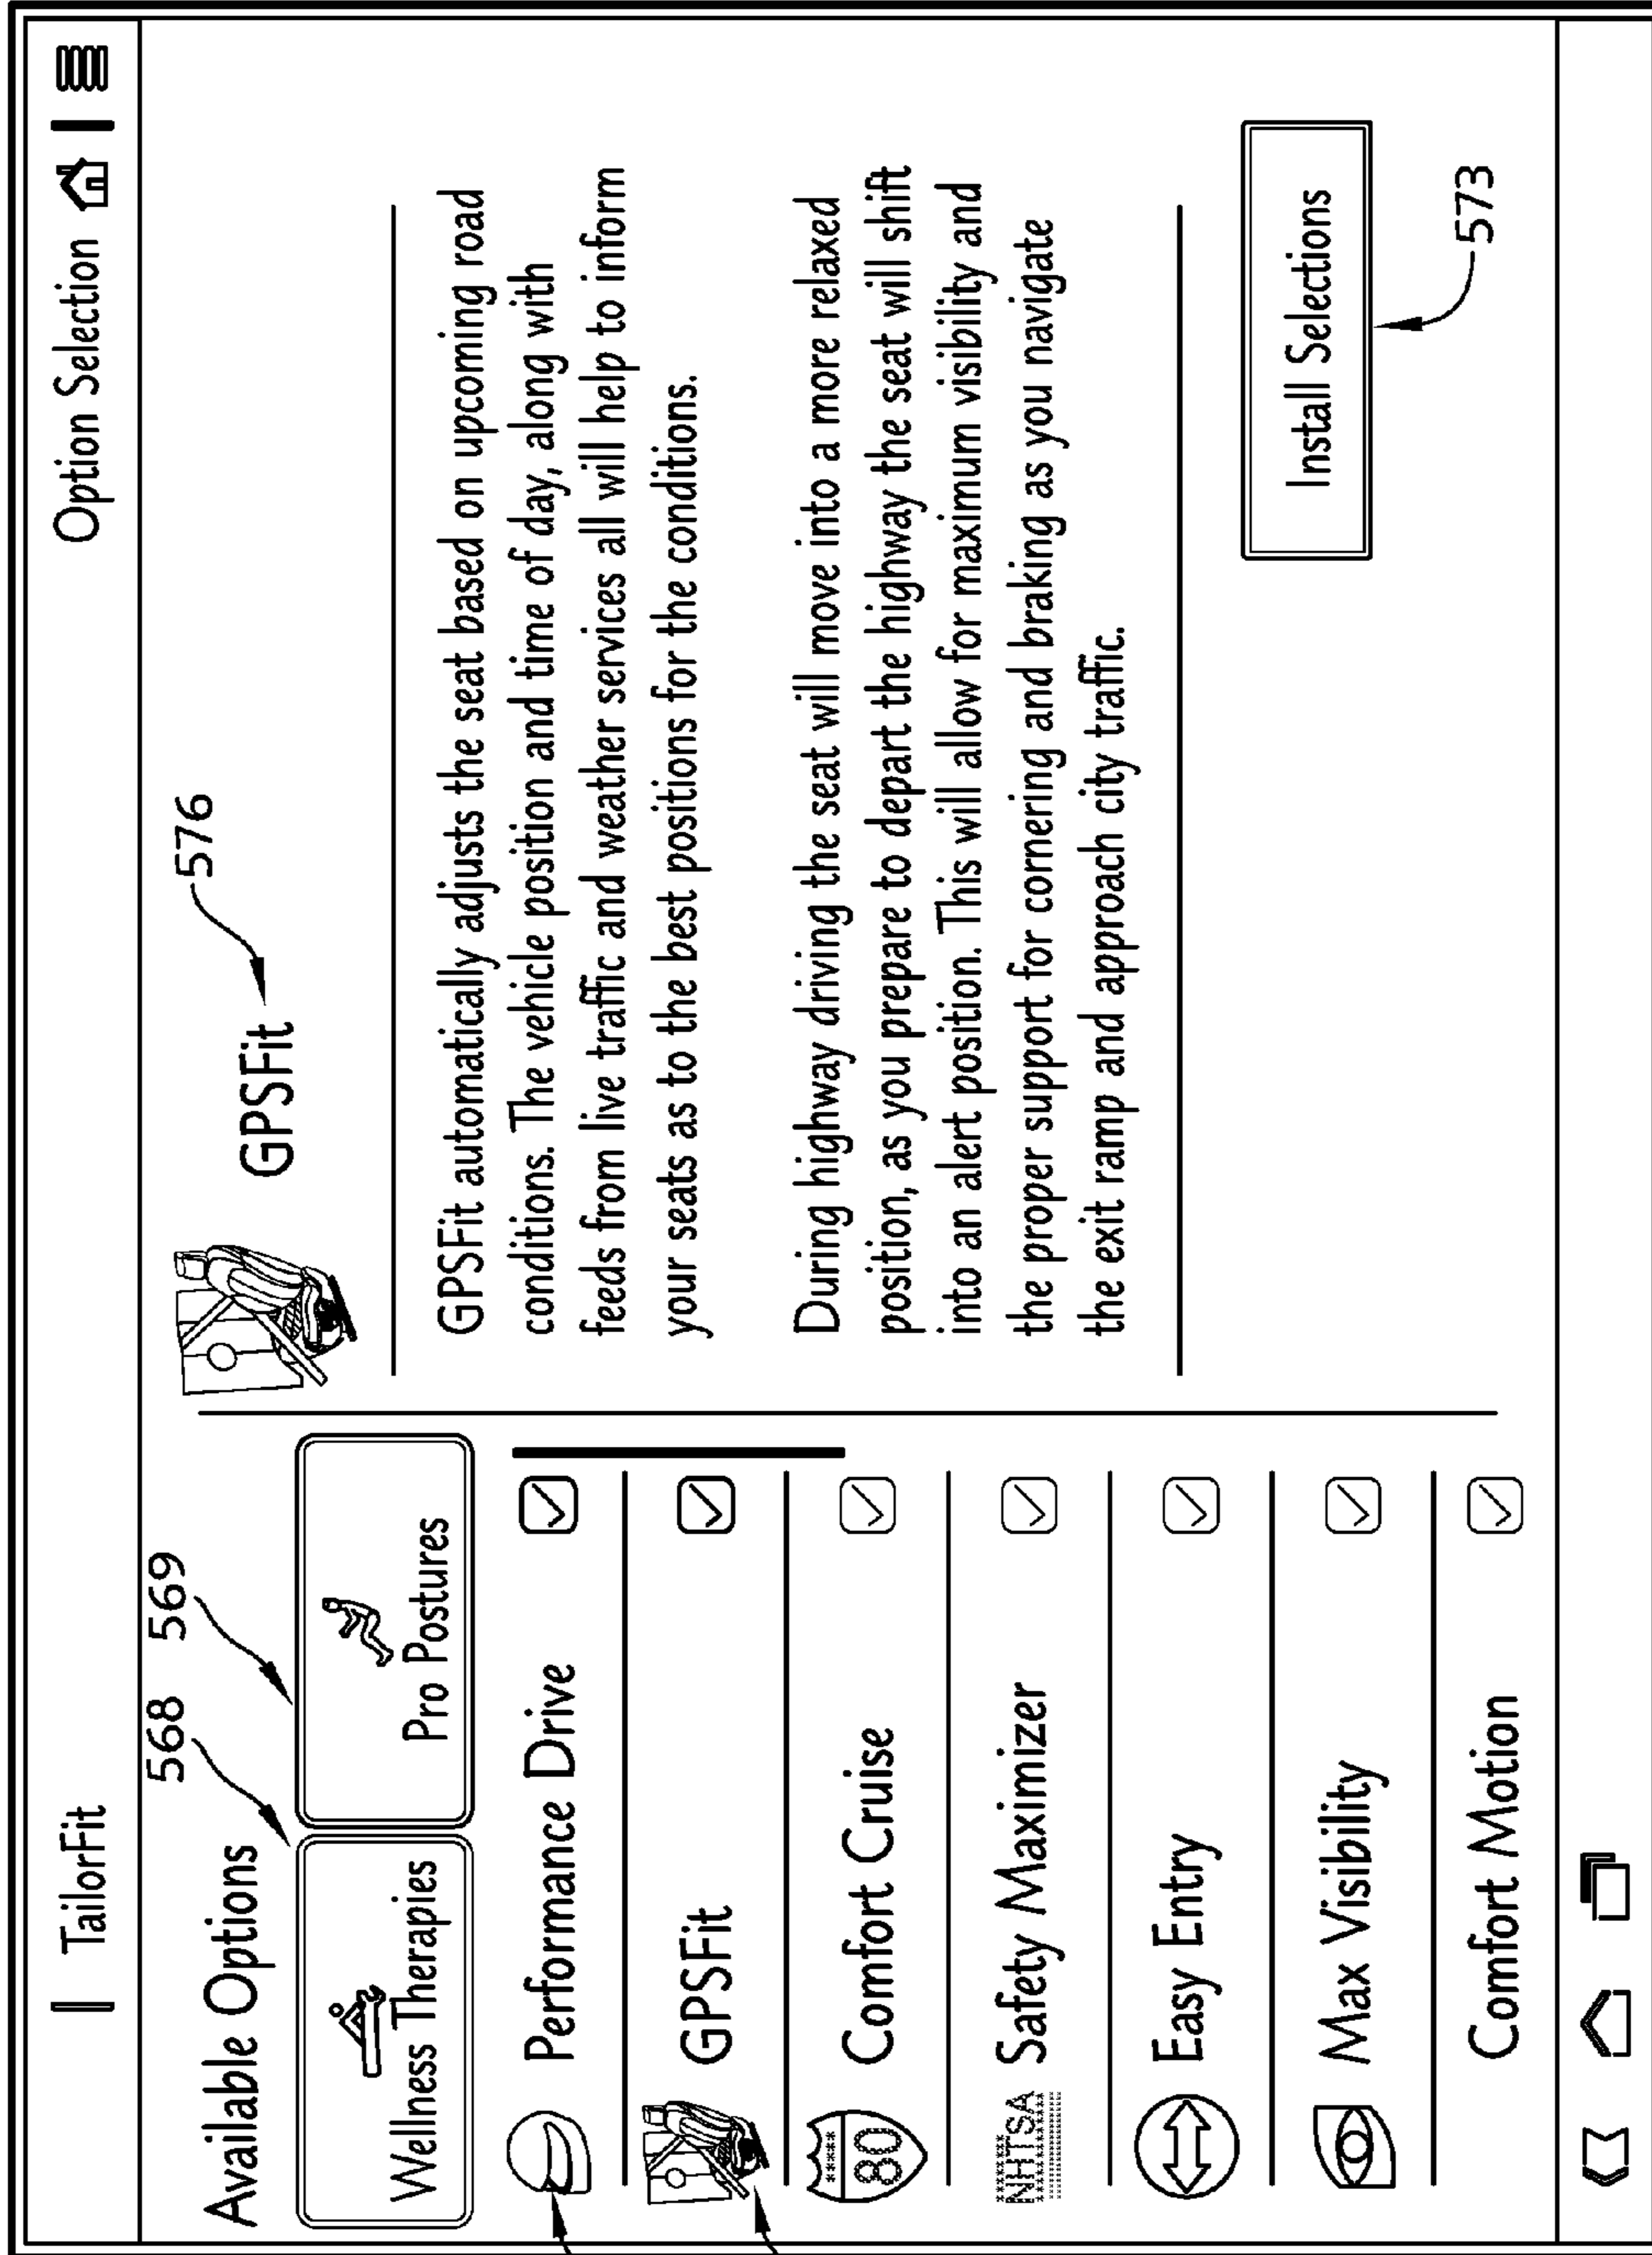 TailorFit
Option Selection
Available Options
568
569
Wellness Therapies
Pro Postures
Performance Drive
GPSFit
80
Comfort Cruise
NHTSA
Safety Maximizer
Easy Entry
Max Visibility
Comfort Motion
GPSFit
576
GPSFit automatically adjusts the seat based on upcoming road
conditions. The vehicle position and time of day, along with
feeds from live traffic and weather services all will help to inform
your seats as to the best positions for the conditions.
During highway driving the seat will move into a more relaxed
position, as you prepare to depart the highway the seat will shift
into an alert position. This will allow for maximum visibility and
the proper support for cornering and braking as you navigate
the exit ramp and approach city traffic.
Install Selections
573